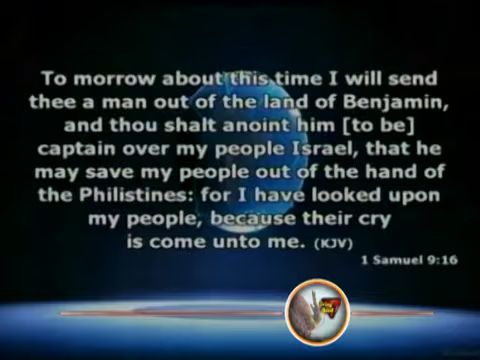 To morrow about this time I will send
thee a man out of the land of Benjamin,
and thou shalt anoint him [to be]
captain over my people Israel, that he
may save my people out of the hand of
the Philistines: for I have looked upon
my people, because their cry
is come unto me. (KJV)
1 Samuel 9:16